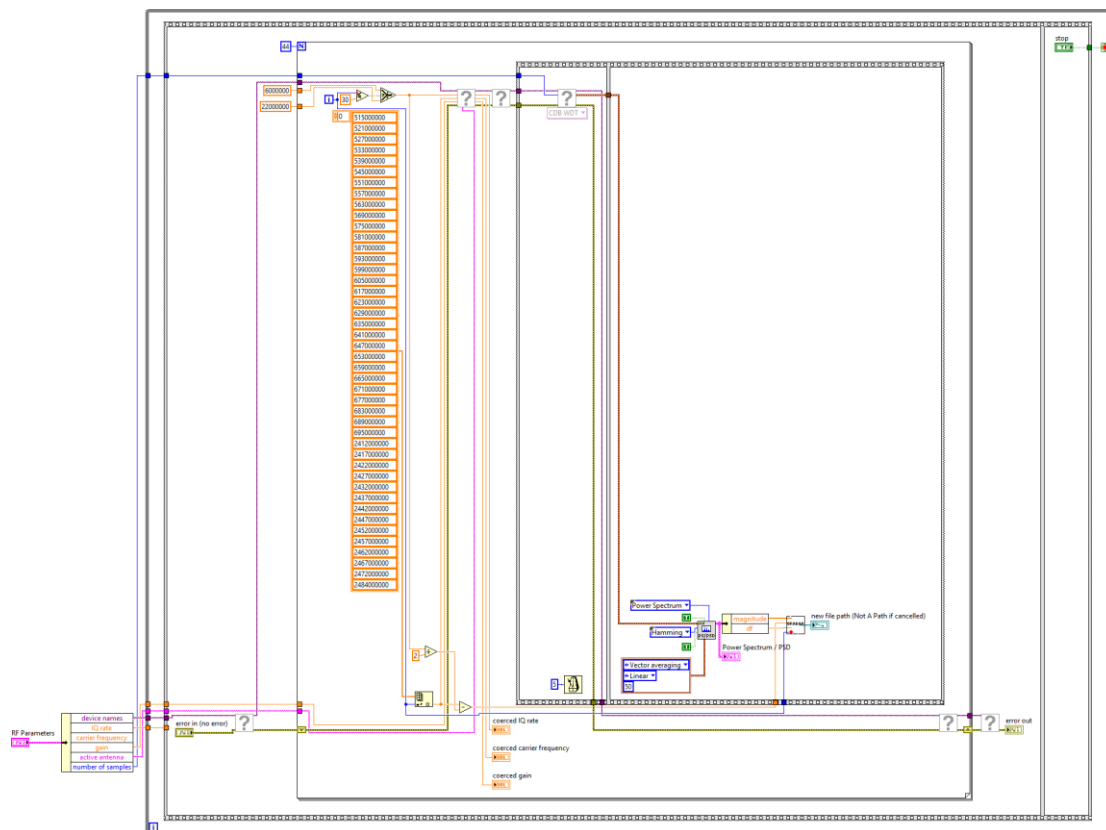 stop
TF
44
N
6000000
22000000
i
30
0
CDB WDT
515000000
521000000
527000000
533000000
539000000
545000000
551000000
557000000
563000000
569000000
575000000
581000000
587000000
593000000
599000000
605000000
617000000
623000000
629000000
635000000
641000000
647000000
653000000
659000000
665000000
671000000
677000000
683000000
689000000
695000000
2412000000
2417000000
2422000000
2427000000
2432000000
2437000000
2442000000
2447000000
2452000000
2457000000
2462000000
2467000000
2472000000
2484000000
Power Spectrum
Hamming
magnitude
df
new file path (Not A Path if cancelled)
Power Spectrum / PSD
2
Vector averaging
Linear
5
RF Parameters
device names
IQ rate
carrier frequency
gain
active antenna
number of samples
error in (no error)
coerced IQ rate
coerced carrier frequency
coerced gain
error out
i